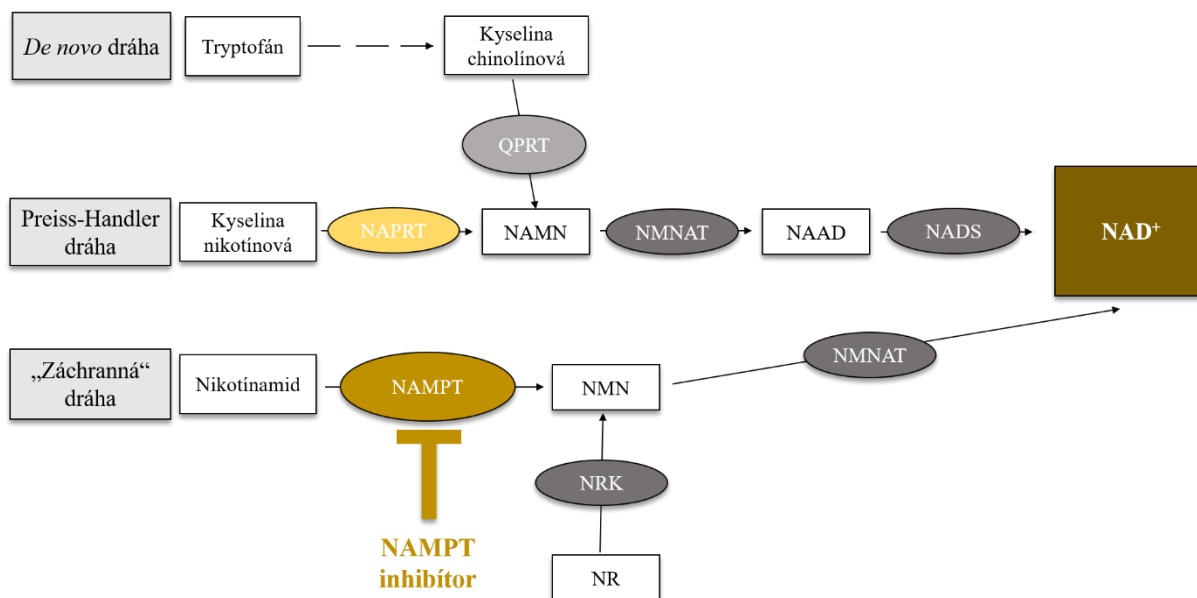 De novo dráha
Tryptofán
Kyselina
chinolínová
QPRT
Preiss-Handler
dráha
Kyselina
nikotínová
NAPRT
NAMN
NMNAT
NAAD
NADS
NAD⁺
„Záchranná“
dráha
Nikotínamid
NAMPT
NMN
NMNAT
NRK
NAMPT
inhibítor
NR